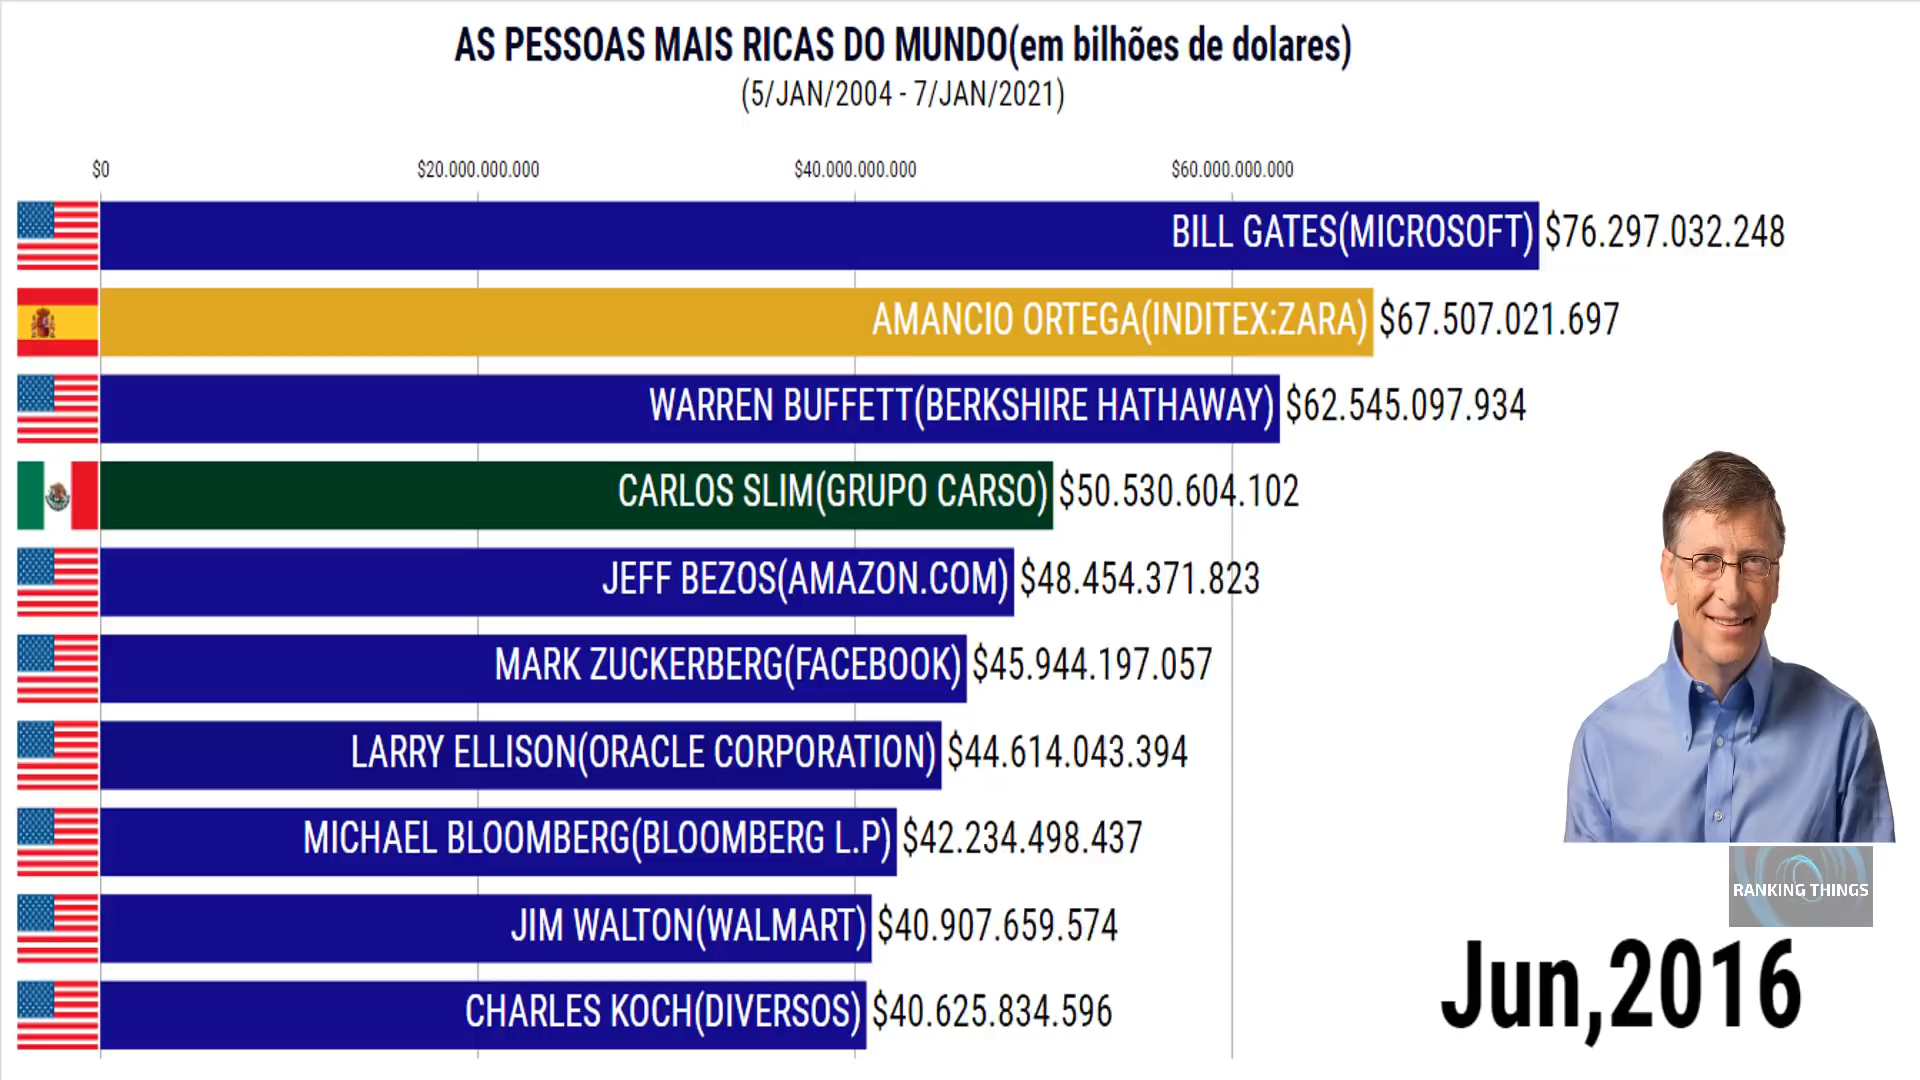 AS PESSOAS MAIS RICAS DO MUNDO(em bilhões de dolares)
(5/JAN/2004 - 7/JAN/2021)
$0 $20.000.000.000 $40.000.000.000 $60.000.000.000
BILL GATES(MICROSOFT) $76.297.032.248
AMANCIO ORTEGA(INDITEX:ZARA) $67.507.021.697
WARREN BUFFETT(BERKSHIRE HATHAWAY) $62.545.097.934
CARLOS SLIM(GRUPO CARSO) $50.530.604.102
JEFF BEZOS(AMAZON.COM) $48.454.371.823
MARK ZUCKERBERG(FACEBOOK) $45.944.197.057
LARRY ELLISON(ORACLE CORPORATION) $44.614.043.394
MICHAEL BLOOMBERG(BLOOMBERG L.P) $42.234.498.437
JIM WALTON(WALMART) $40.907.659.574
CHARLES KOCH(DIVERSOS) $40.625.834.596
RANKING THINGS
Jun,2016